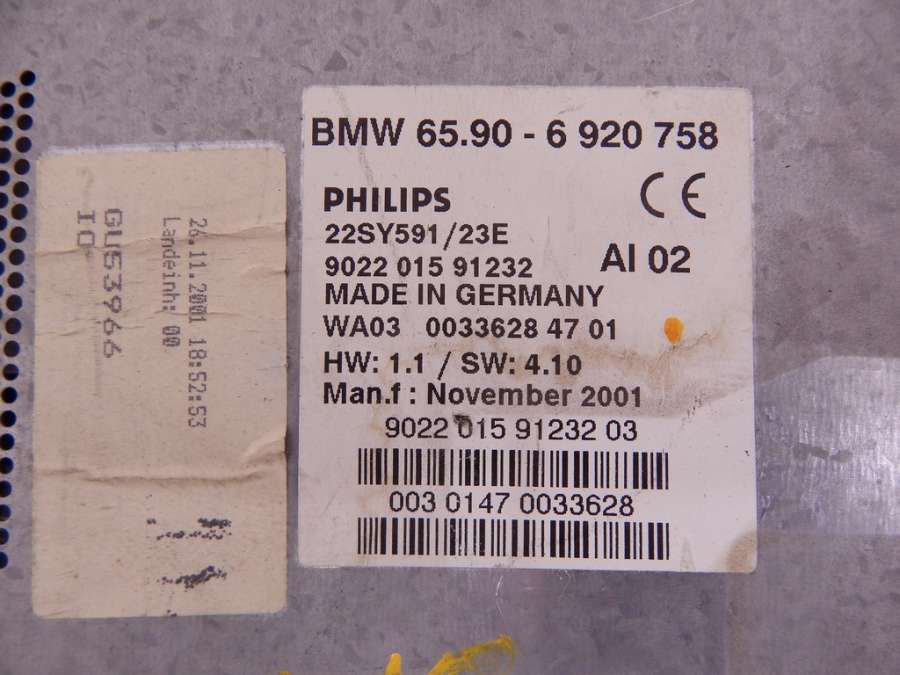 BMW 65.90 - 6 920 758
PHILIPS
CE
22SY591/23E
9022 015 91232
AI 02
MADE IN GERMANY
WA03 0033628 47 01
HW: 1.1 / SW: 4.10
Man.f : November 2001
9022 015 91232 03
003 0147 0033628
26.11.2001 18:52:53
Landeinh: 00
GU53966
IO